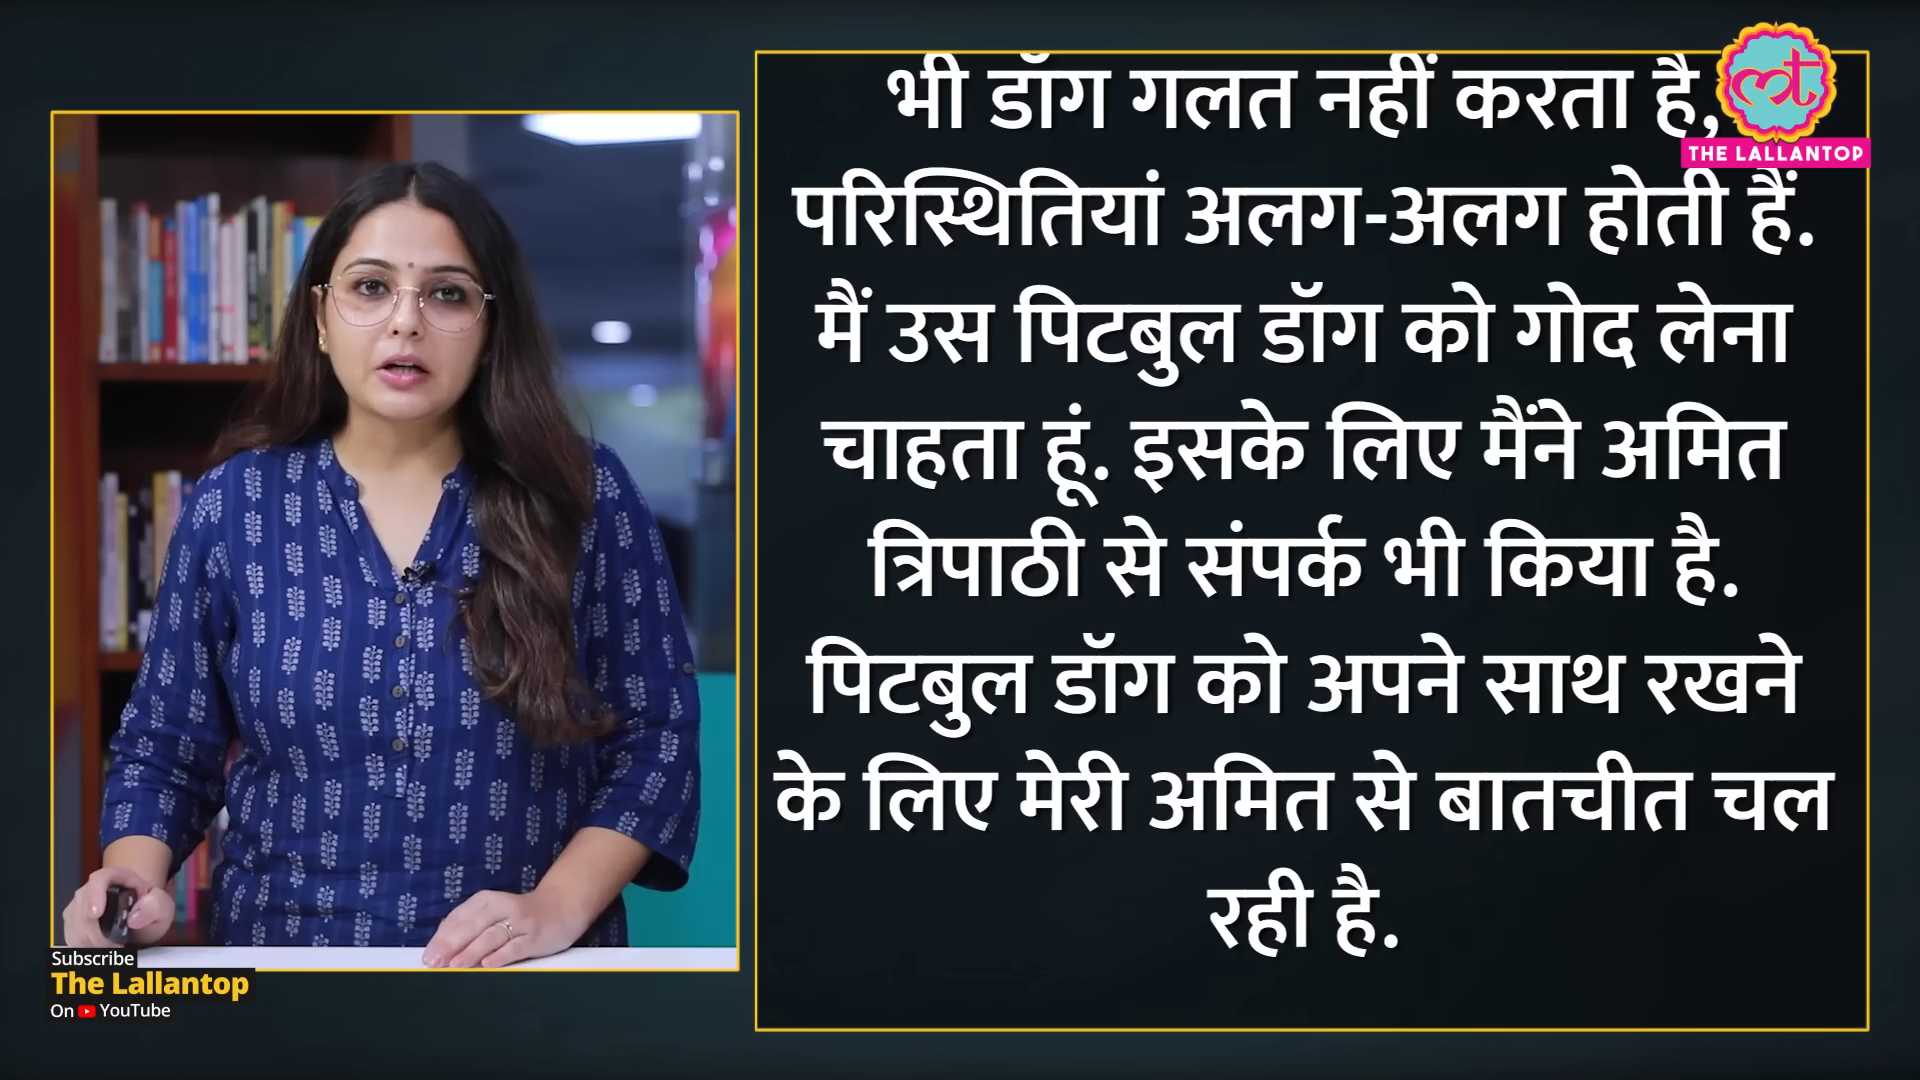 भी डॉग गलत नहीं करता है,
परिस्थितियां अलग-अलग होती हैं.
मैं उस पिटबुल डॉग को गोद लेना
चाहता हूं. इसके लिए मैंने अमित
त्रिपाठी से संपर्क भी किया है.
पिटबुल डॉग को अपने साथ रखने
के लिए मेरी अमित से बातचीत चल
रही है.
लT
THE LALLANTOP
Subscribe
The Lallantop
On YouTube